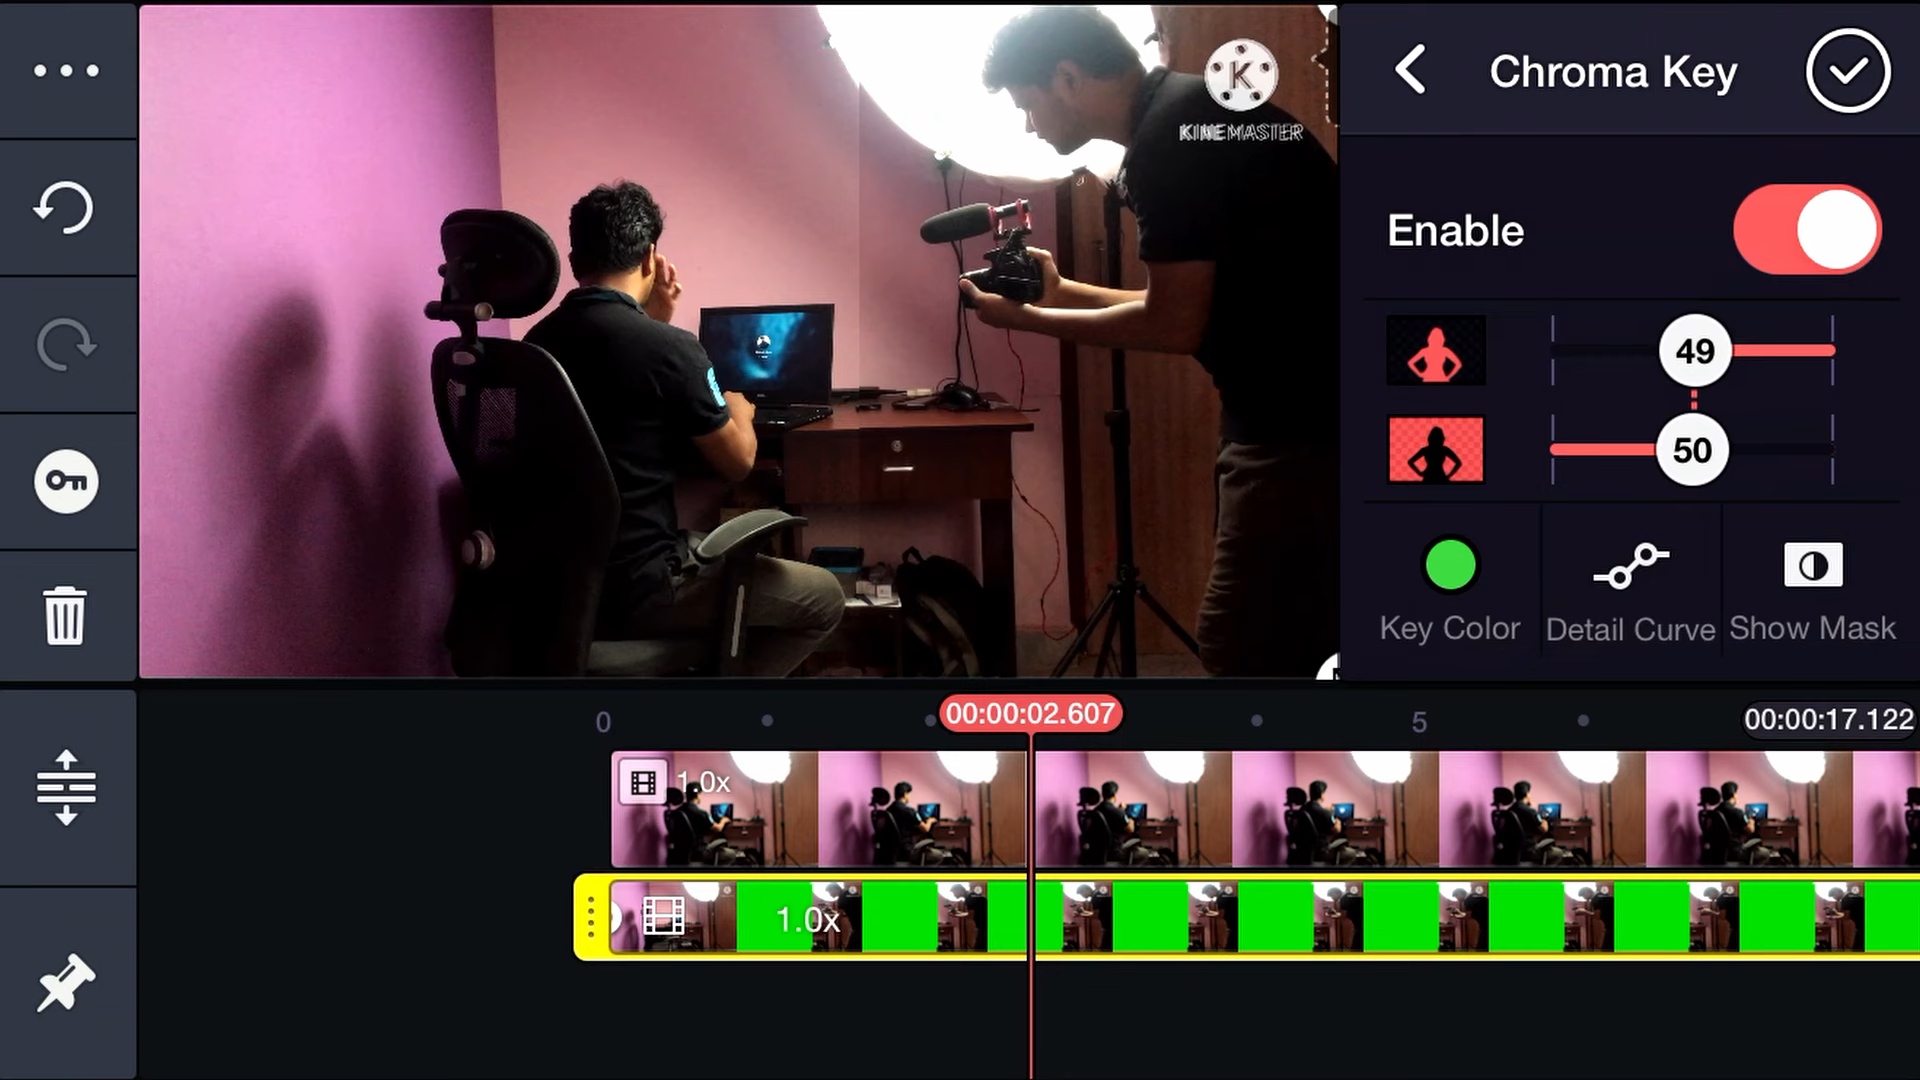 K
KINEMASTER
Chroma Key
Enable
49
50
Key Color
Detail Curve
Show Mask
0
00:00:02.607
5
00:00:17.122
1.0x
1.0x